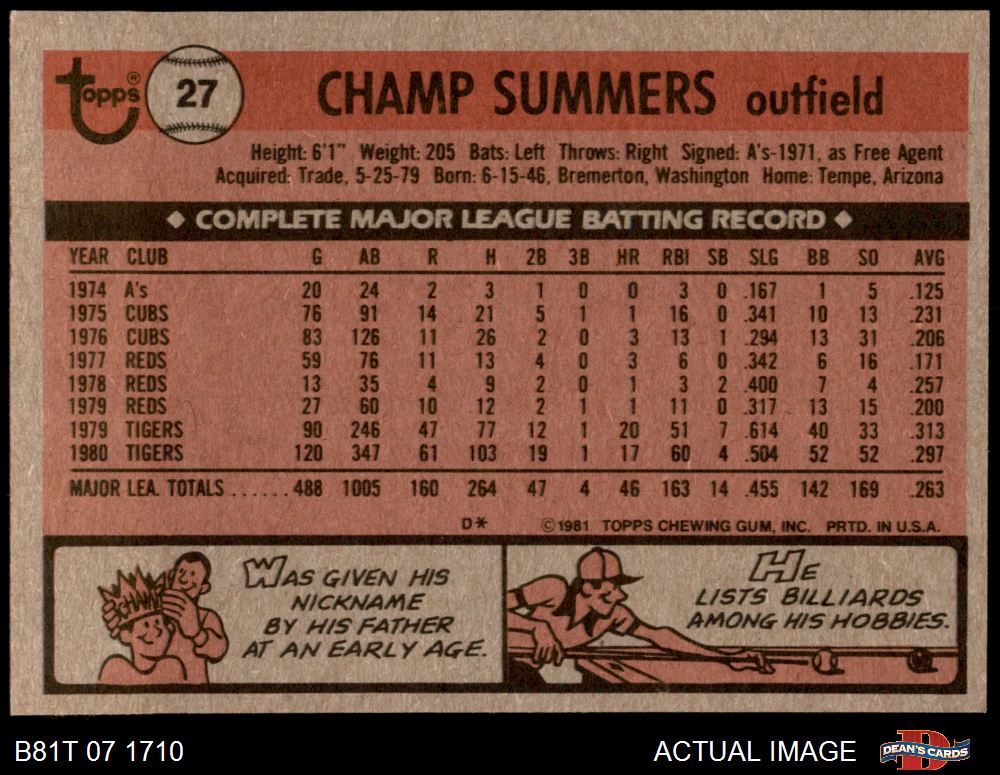 Topps® 27 CHAMP SUMMERS outfield
Height: 6'1" Weight: 205 Bats: Left Throws: Right Signed: A's-1971, as Free Agent
Acquired: Trade, 5-25-79 Born: 6-15-46, Bremerton, Washington Home: Tempe, Arizona
◆ COMPLETE MAJOR LEAGUE BATTING RECORD ◆
YEAR CLUB G AB R H 2B 3B HR RBI SB SLG BB SO AVG
1974 A's 20 24 2 3 1 0 0 3 0 .167 1 5 .125
1975 CUBS 76 91 14 21 5 1 1 16 0 .341 10 13 .231
1976 CUBS 83 126 11 26 2 0 3 13 1 .294 13 31 .206
1977 REDS 59 76 11 13 4 0 3 6 0 .342 6 16 .171
1978 REDS 13 35 4 9 2 0 1 3 2 .400 7 4 .257
1979 REDS 27 60 10 12 2 1 1 11 0 .317 13 15 .200
1979 TIGERS 90 246 47 77 12 1 20 51 7 .614 40 33 .313
1980 TIGERS 120 347 61 103 19 1 17 60 4 .504 52 52 .297
MAJOR LEA. TOTALS ...... 488 1005 160 264 47 4 46 163 14 .455 142 169 .263
D* ©1981 TOPPS CHEWING GUM, INC. PRTD. IN U.S.A.
CHAMP
WAS GIVEN HIS
NICKNAME
BY HIS FATHER
AT AN EARLY AGE.
HE
LISTS BILLIARDS
AMONG HIS HOBBIES.
B81T 07 1710 ACTUAL IMAGE DEAN'S CARDS